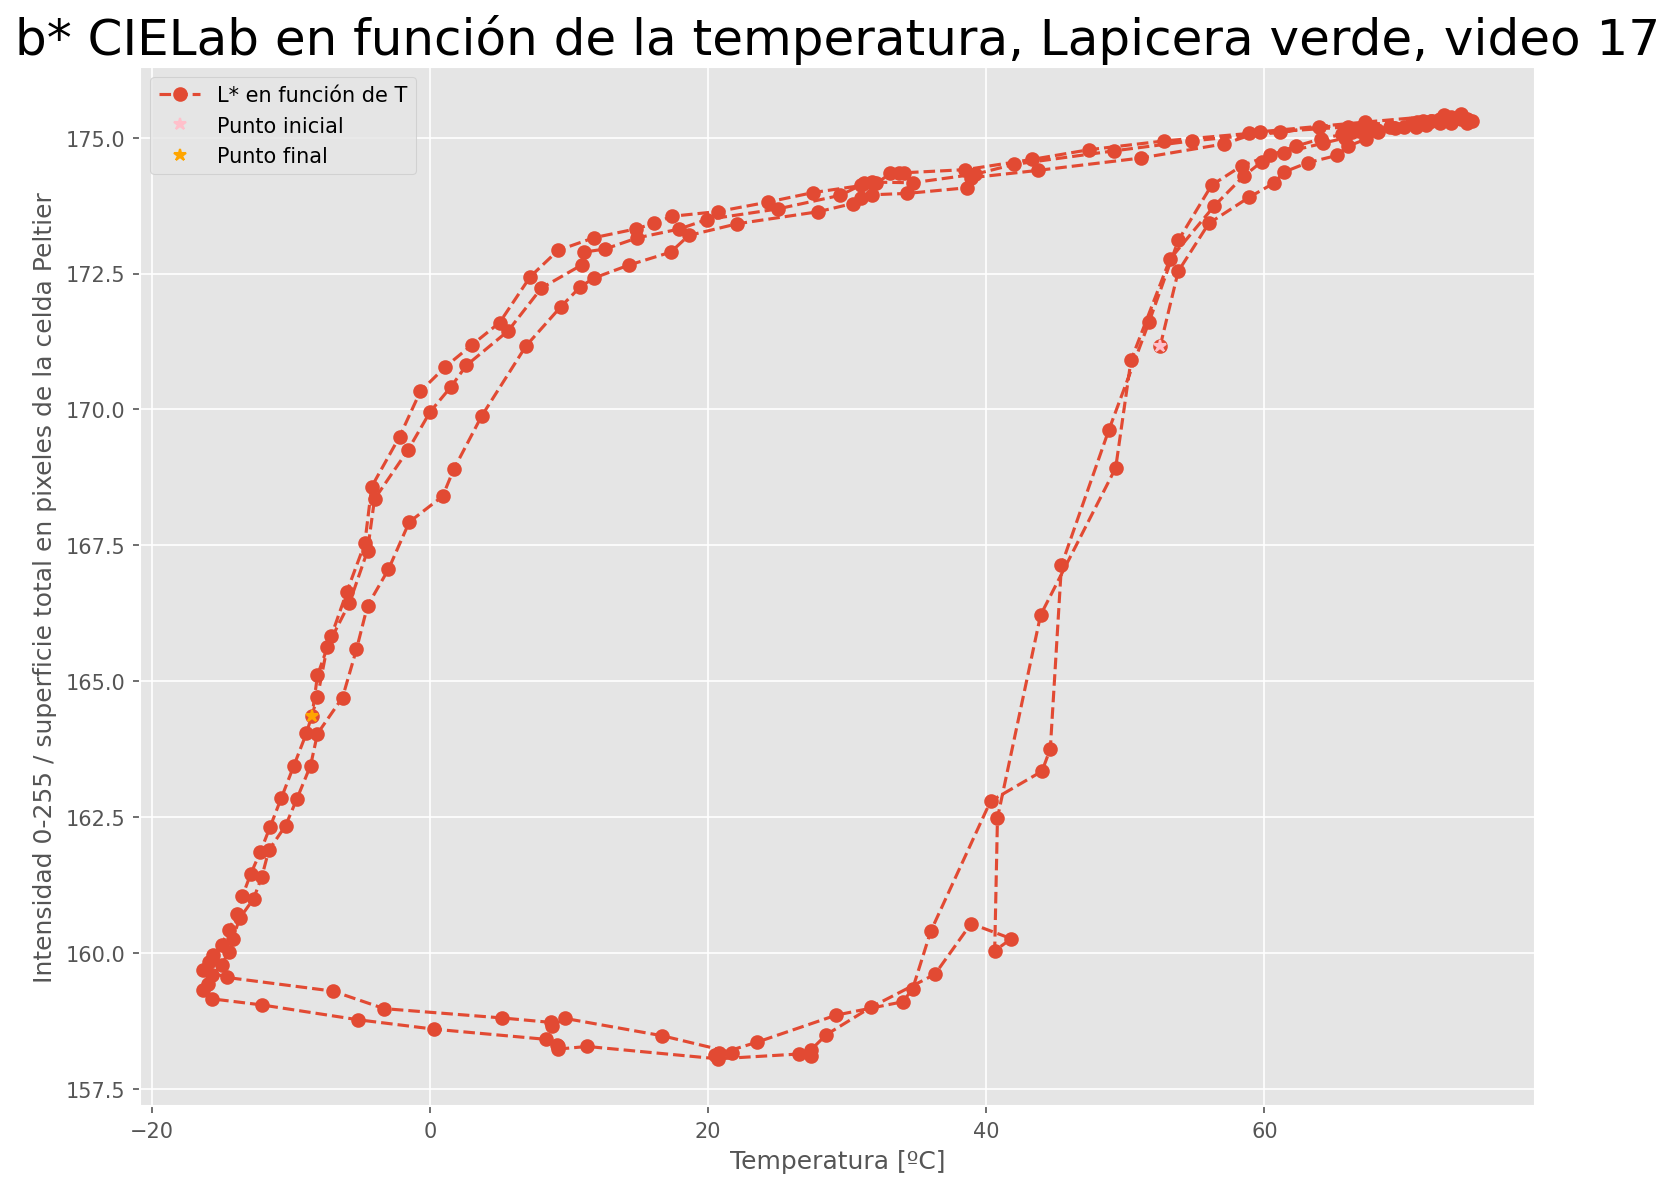 b* CIELab en función de la temperatura, Lapicera verde, video 17
L* en función de T
Punto inicial
Punto final
Intensidad 0-255 / superficie total en pixeles de la celda Peltier
175.0
172.5
170.0
167.5
165.0
162.5
160.0
157.5
−20 0 20 40 60
Temperatura [ºC]